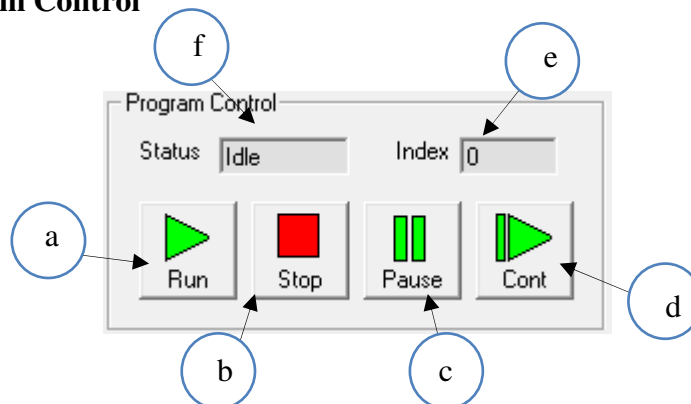 m Control
f
e
Program Control
Status Idle Index 0
a
Run Stop Pause Cont
d
b c